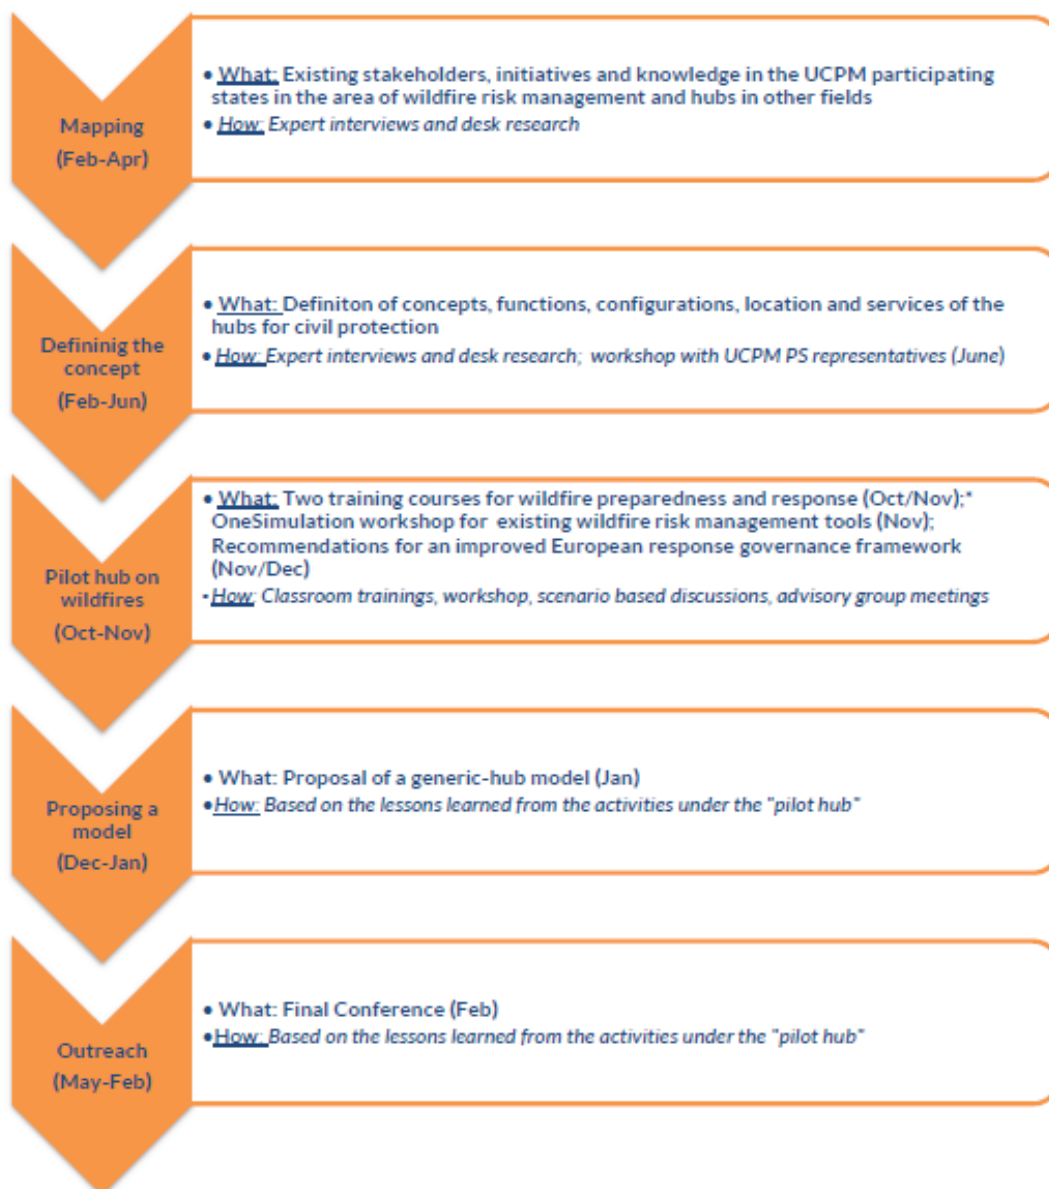 Mapping
(Feb-Apr)
• What: Existing stakeholders, initiatives and knowledge in the UCPM participating
states in the area of wildfire risk management and hubs in other fields
• How: Expert interviews and desk research
Defininig the
concept
(Feb-Jun)
• What: Definiton of concepts, functions, configurations, location and services of the
hubs for civil protection
• How: Expert interviews and desk research; workshop with UCPM PS representatives (June)
Pilot hub on
wildfires
(Oct-Nov)
• What: Two training courses for wildfire preparedness and response (Oct/Nov);*
OneSimulation workshop for existing wildfire risk management tools (Nov);
Recommendations for an improved European response governance framework
(Nov/Dec)
• How: Classroom trainings, workshop, scenario based discussions, advisory group meetings
Proposing a
model
(Dec-Jan)
• What: Proposal of a generic-hub model (Jan)
• How: Based on the lessons learned from the activities under the "pilot hub"
Outreach
(May-Feb)
• What: Final Conference (Feb)
• How: Based on the lessons learned from the activities under the "pilot hub"